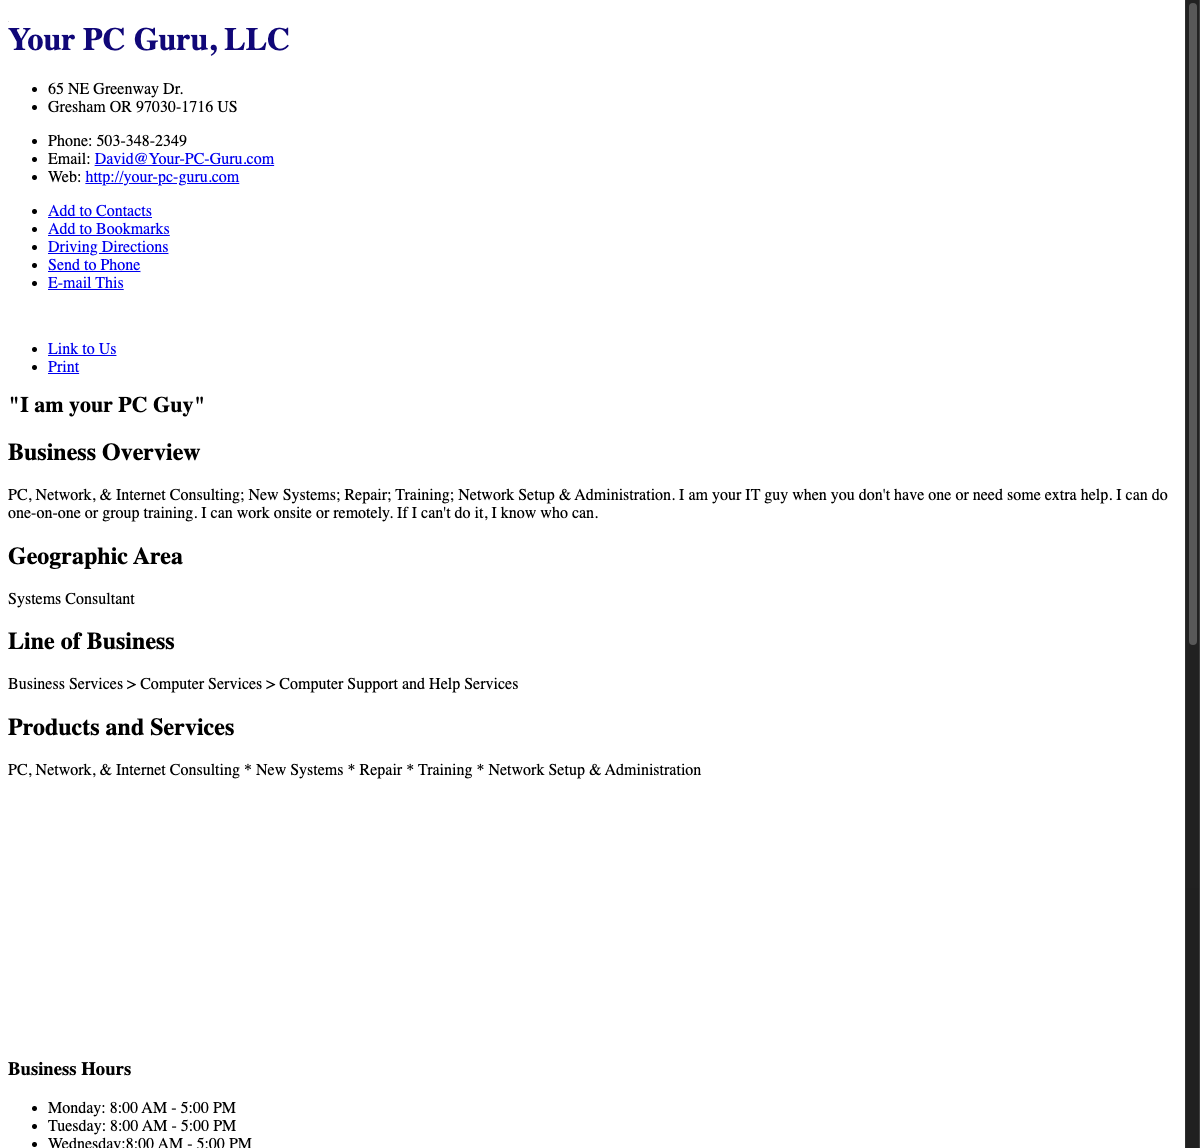 Your PC Guru, LLC
65 NE Greenway Dr.
Gresham OR 97030-1716 US
Phone: 503-348-2349
Email: David@Your-PC-Guru.com
Web: http://your-pc-guru.com
Add to Contacts
Add to Bookmarks
Driving Directions
Send to Phone
E-mail This
Link to Us
Print
"I am your PC Guy"
Business Overview
PC, Network, & Internet Consulting; New Systems; Repair; Training; Network Setup & Administration. I am your IT guy when you don't have one or need some extra help. I can do
one-on-one or group training. I can work onsite or remotely. If I can't do it, I know who can.
Geographic Area
Systems Consultant
Line of Business
Business Services > Computer Services > Computer Support and Help Services
Products and Services
PC, Network, & Internet Consulting * New Systems * Repair * Training * Network Setup & Administration
Business Hours
Monday: 8:00 AM - 5:00 PM
Tuesday: 8:00 AM - 5:00 PM
Wednesday:8:00 AM - 5:00 PM